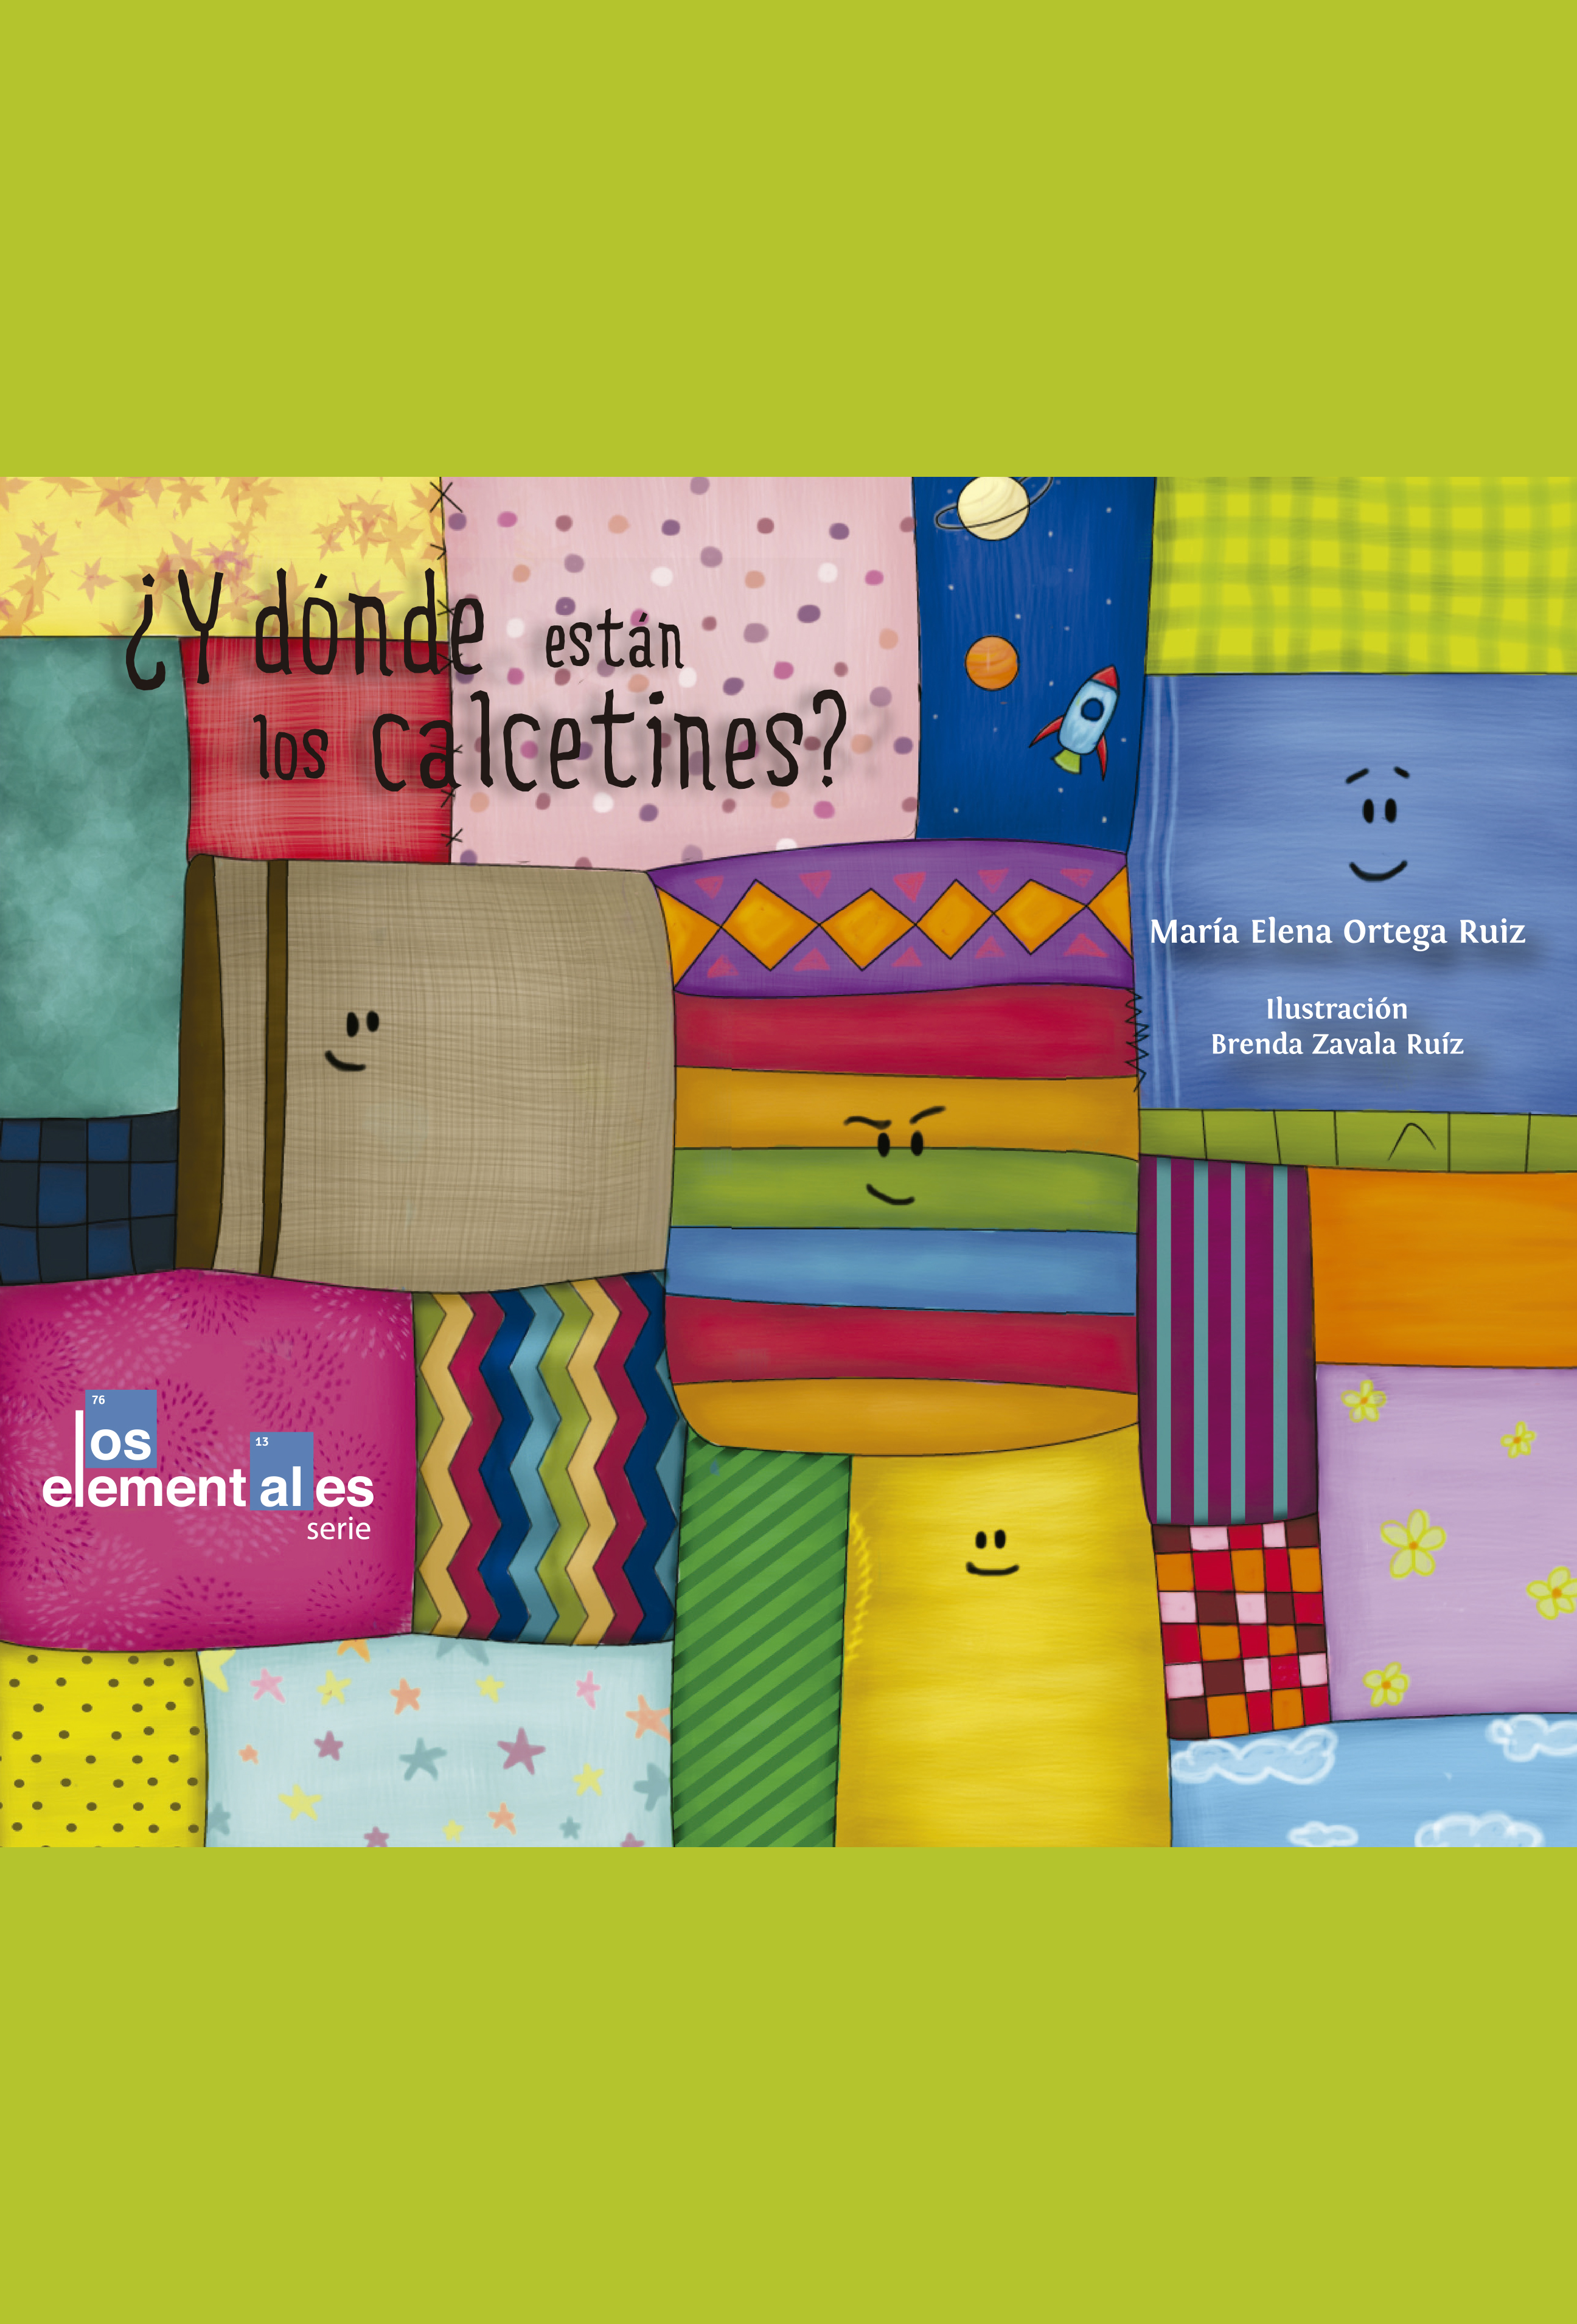 ¿Y dónde están
los calcetines?
María Elena Ortega Ruiz
Ilustración
Brenda Zavala Ruíz
76
los
13
elementales
serie